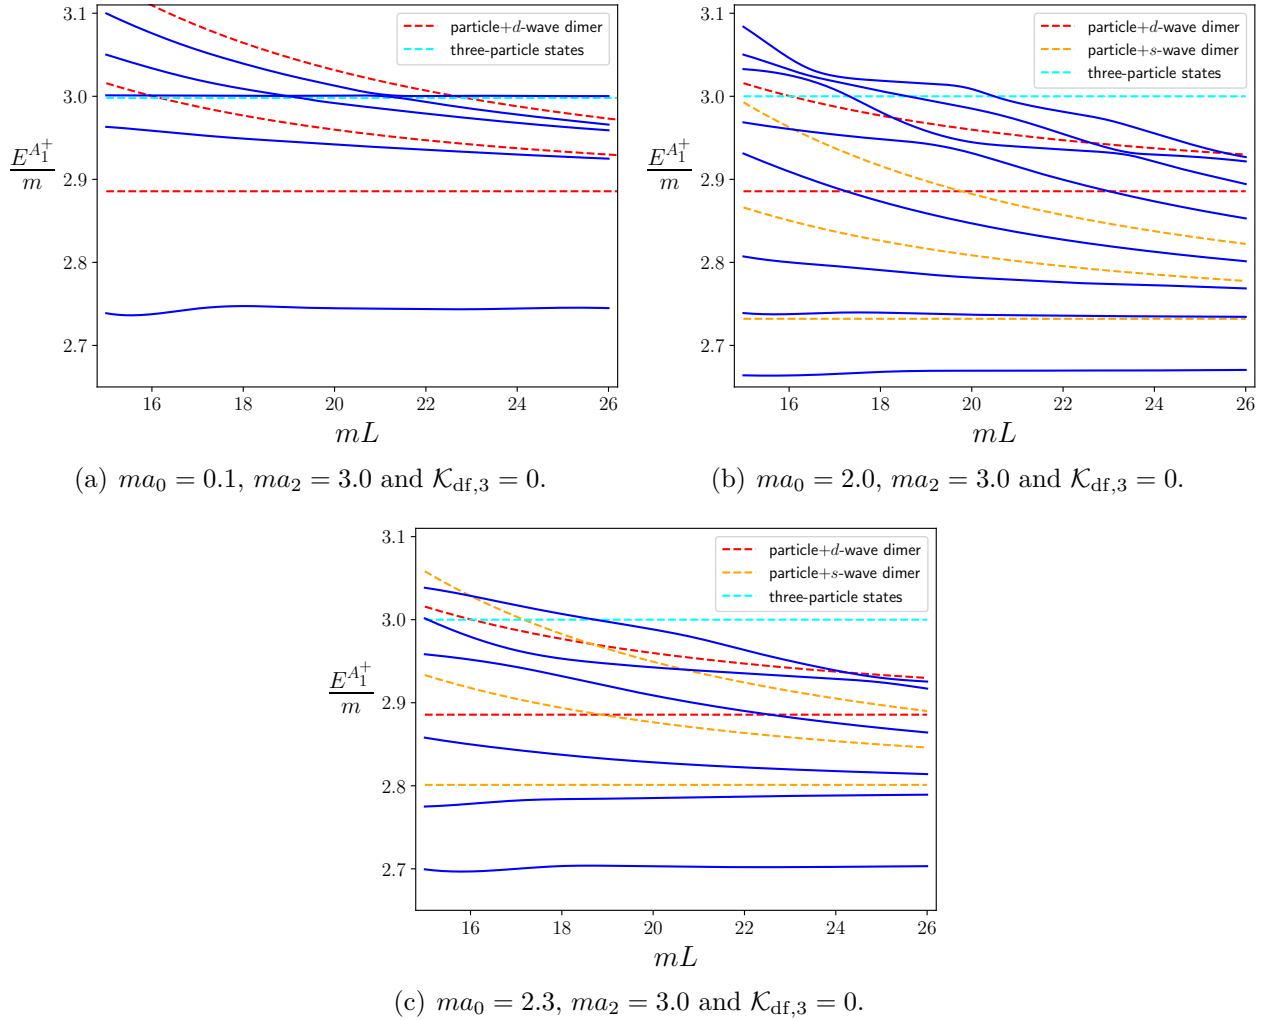 3.1
3.0
2.9
2.8
2.7
E^{A_1^+}
m
particle+d-wave dimer
three-particle states
16 18 20 22 24 26
mL
(a) ma_0 = 0.1, ma_2 = 3.0 and K_{df,3} = 0.
3.1
3.0
2.9
2.8
2.7
E^{A_1^+}
m
particle+d-wave dimer
particle+s-wave dimer
three-particle states
16 18 20 22 24 26
mL
(b) ma_0 = 2.0, ma_2 = 3.0 and K_{df,3} = 0.
3.1
3.0
2.9
2.8
2.7
E^{A_1^+}
m
particle+d-wave dimer
particle+s-wave dimer
three-particle states
16 18 20 22 24 26
mL
(c) ma_0 = 2.3, ma_2 = 3.0 and K_{df,3} = 0.